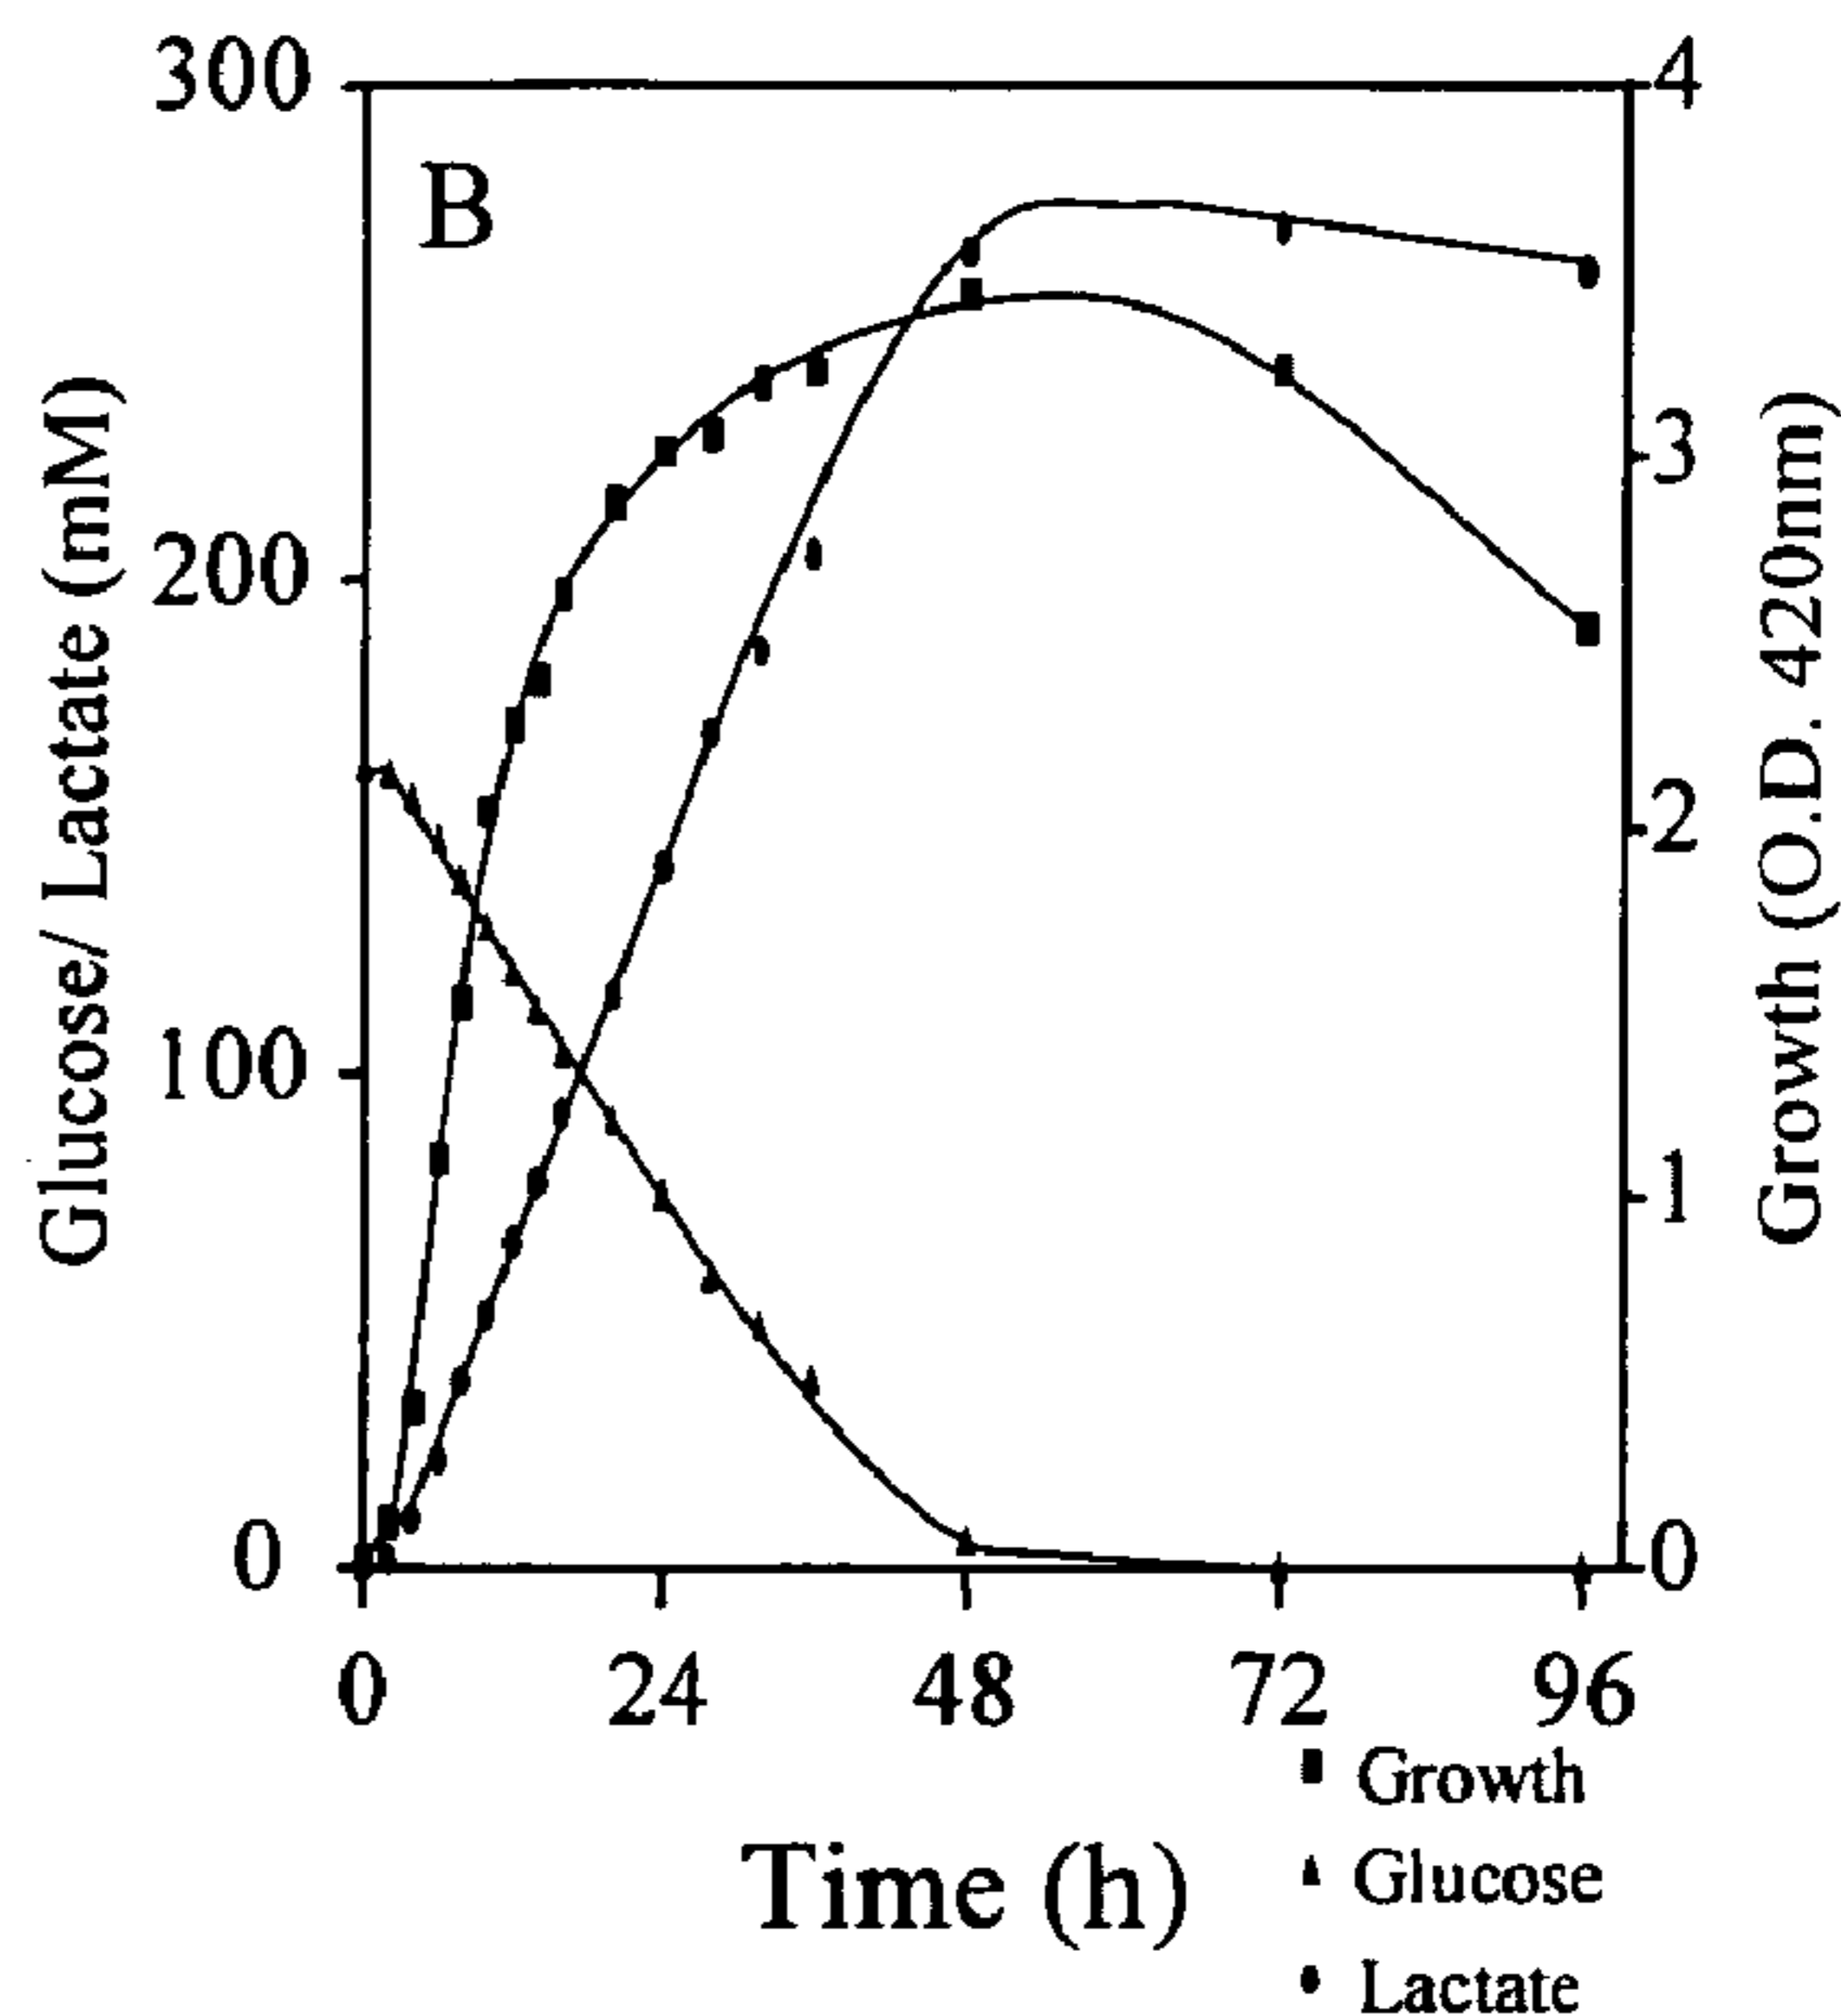 300
200
100
0
Glucose/ Lactate (mM)
B
4
3
2
1
0
Growth (O.D. 420nm)
0 24 48 72 96
Time (h)
Growth
Glucose
Lactate